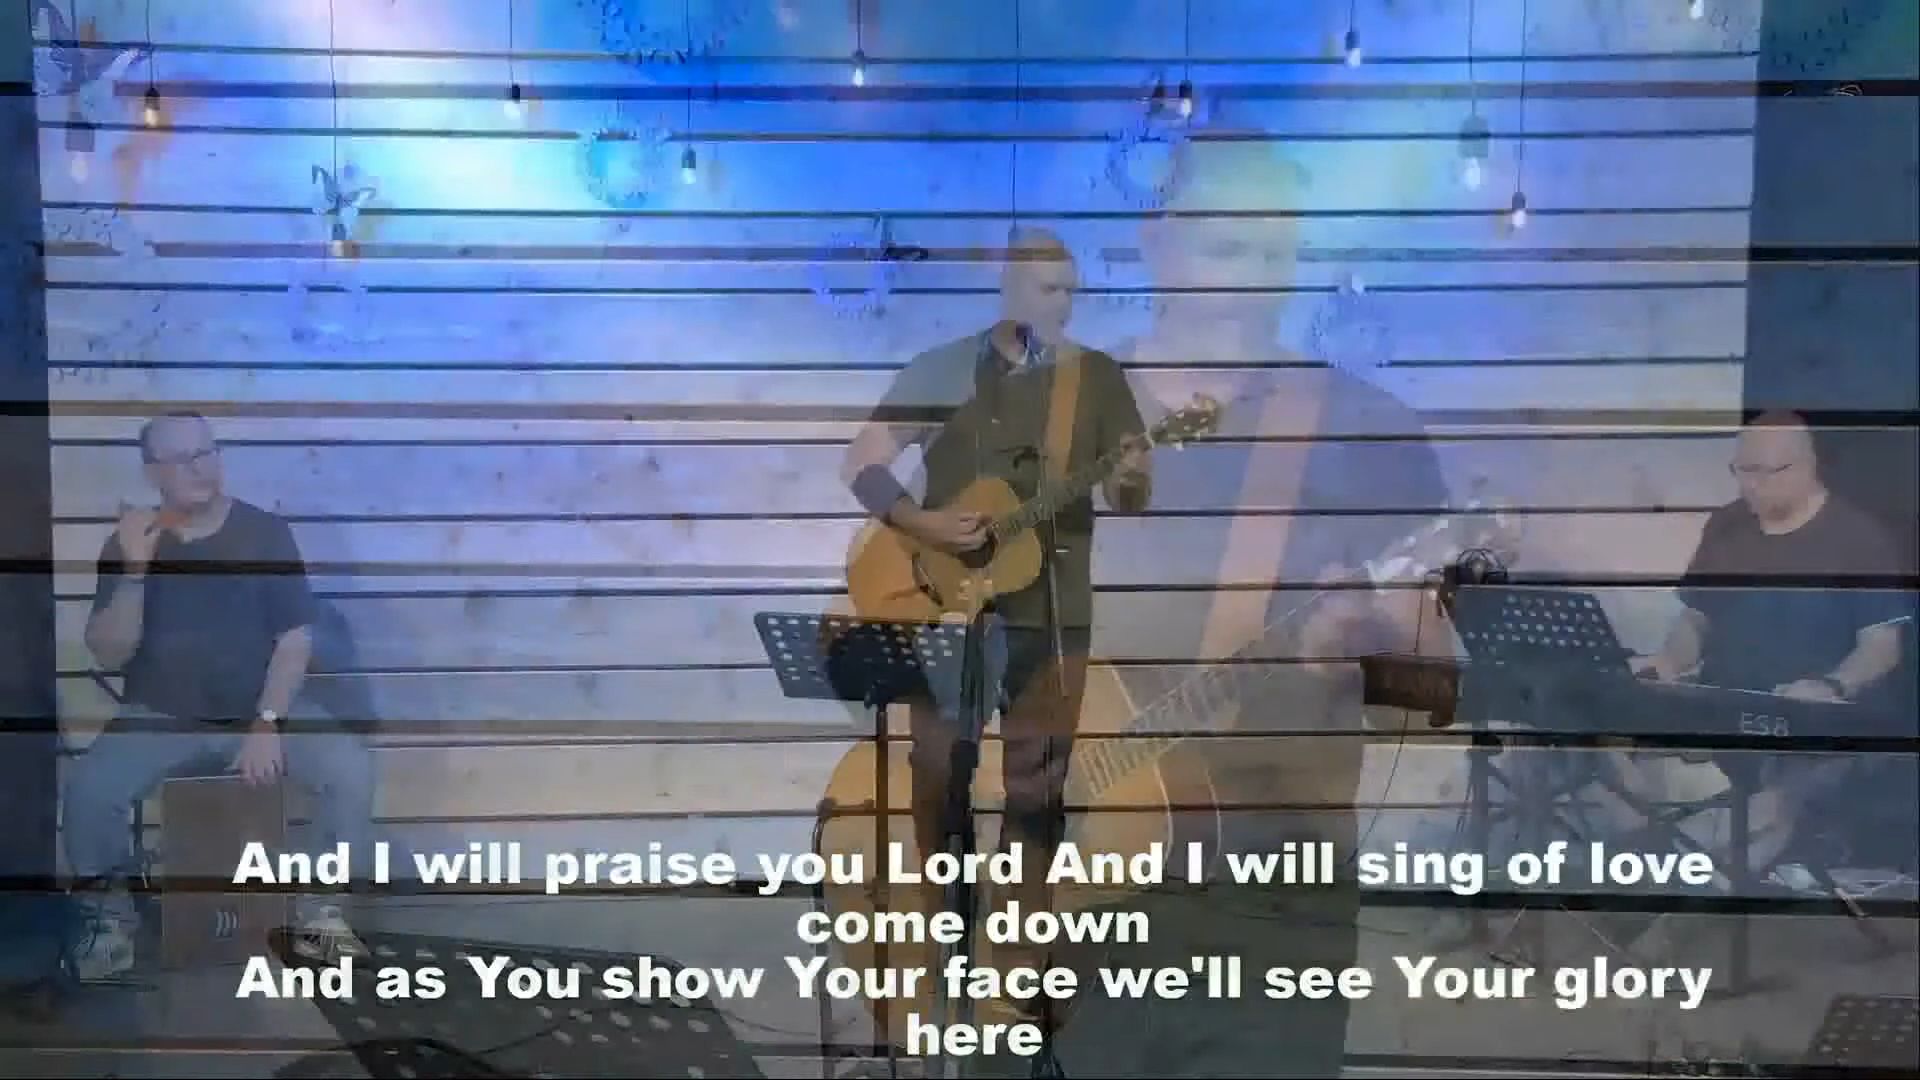 ES8
And I will praise you Lord And I will sing of love
come down
And as You show Your face we'll see Your glory
here